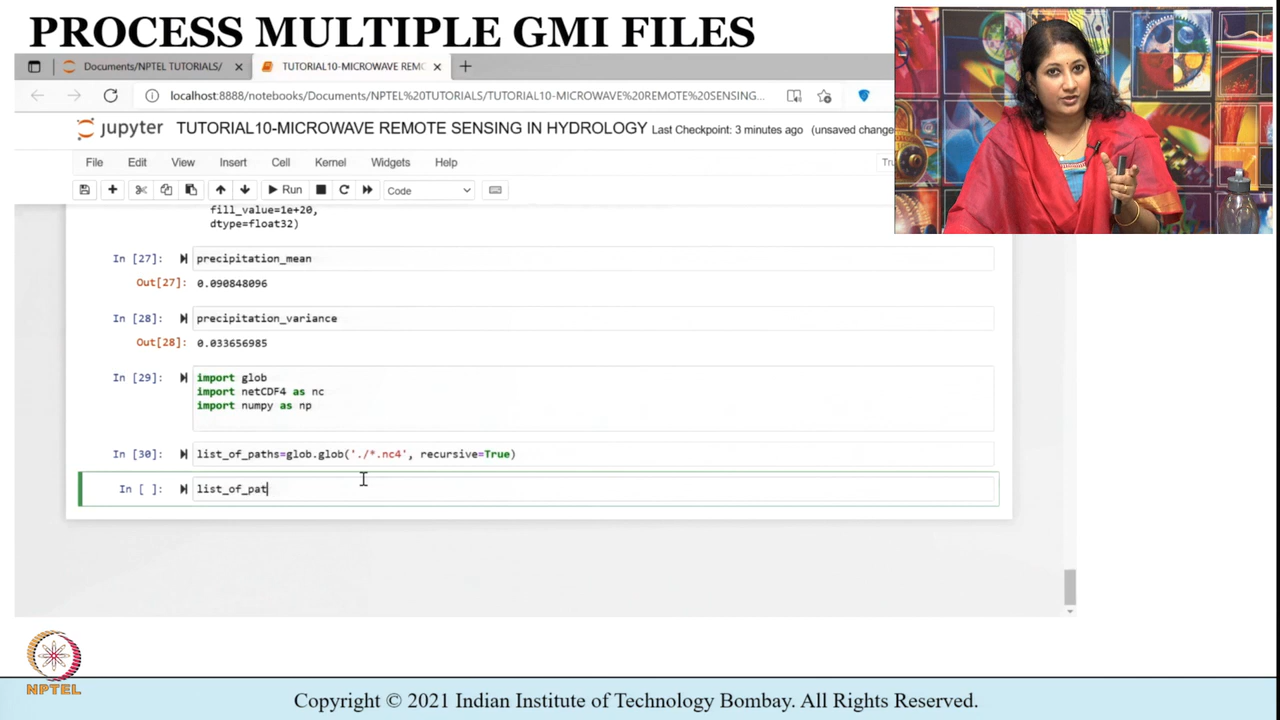 PROCESS MULTIPLE GMI FILES
Documents/NPTEL TUTORIALS/
TUTORIAL10-MICROWAVE REM
localhost:8888/notebooks/Documents/NPTEL%20TUTORIALS/TUTORIAL10-MICROWAVE%20REMOTE%20SENSING...
jupyter TUTORIAL10-MICROWAVE REMOTE SENSING IN HYDROLOGY Last Checkpoint: 3 minutes ago (unsaved change
File Edit View Insert Cell Kernel Widgets Help
Run Code
fill_value=1e+20,
dtype=float32)
In [27]: precipitation_mean
Out[27]: 0.090848096
In [28]: precipitation_variance
Out[28]: 0.033656985
In [29]: import glob
import netCDF4 as nc
import numpy as np
In [30]: list_of_paths=glob.glob('./*.nc4', recursive=True)
In [ ]: list_of_pat
NPTEL
Copyright © 2021 Indian Institute of Technology Bombay. All Rights Reserved.